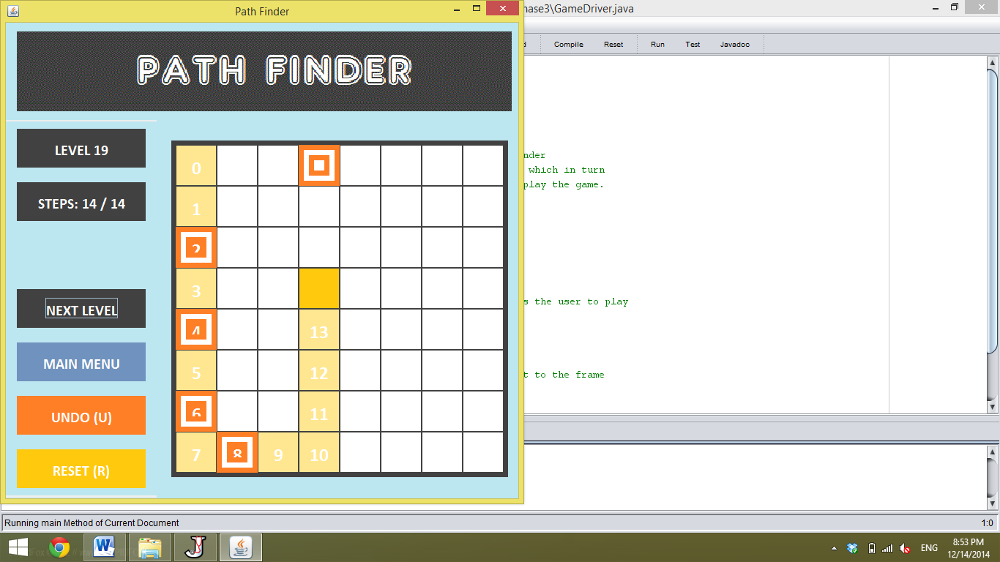 Path Finder
hase3\GameDriver.java
Compile Reset Run Test Javadoc
PATH FINDER
LEVEL 19
STEPS: 14 / 14
NEXT LEVEL
MAIN MENU
UNDO (U)
RESET (R)
0
1
2
3
4 13
5 12
6 11
7 8 9 10
nder
which in turn
play the game.
s the user to play
t to the frame
Running main Method of Current Document 1:0
W J ENG 8:53 PM
12/14/2014